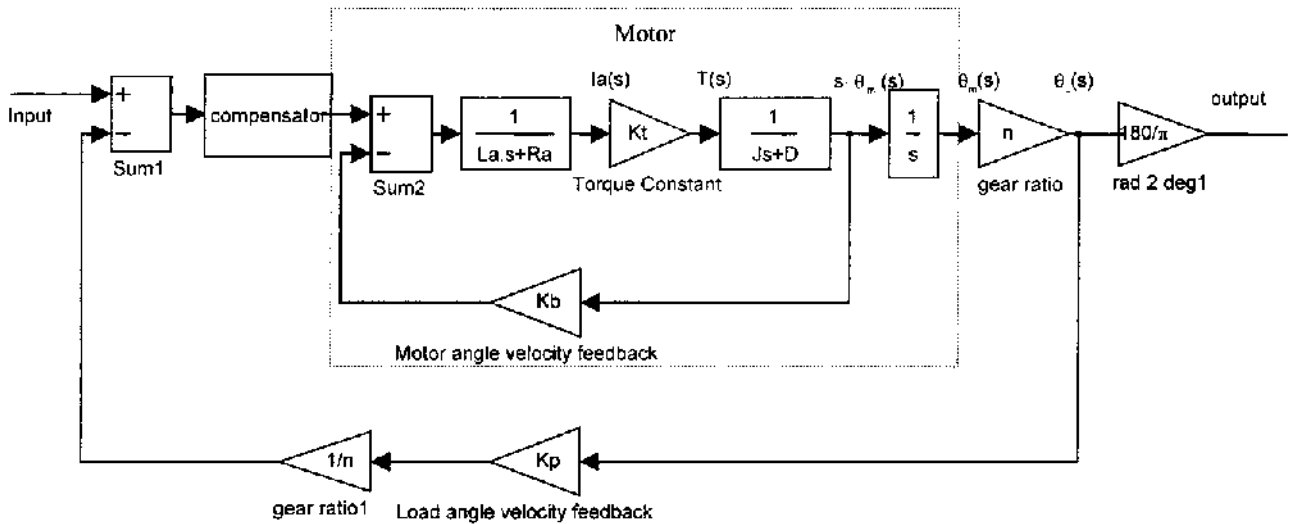 Motor
Ia(s)
T(s)
s· θm(s)
θm(s)
θ_(s)
output
Input
+
−
Sum1
compensator
+
−
Sum2
1
La.s+Ra
Kt
Torque Constant
1
Js+D
1
s
n
gear ratio
180/π
rad 2 deg1
Kb
Motor angle velocity feedback
1/n
gear ratio1
Kp
Load angle velocity feedback